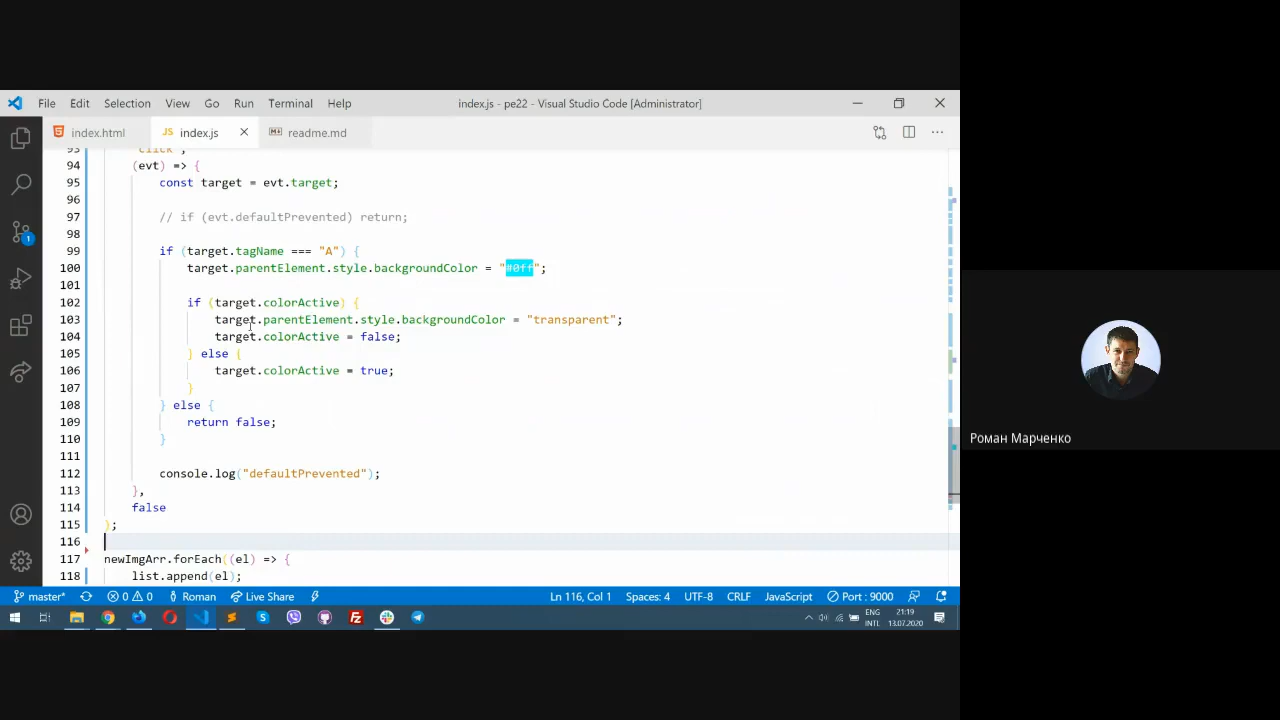 File Edit Selection View Go Run Terminal Help index.js - pe22 - Visual Studio Code [Administrator]
index.html JS index.js readme.md
93 "click",
94 (evt) => {
95 const target = evt.target;
96
97 // if (evt.defaultPrevented) return;
98
99 if (target.tagName === "A") {
100 target.parentElement.style.backgroundColor = "#0ff";
101
102 if (target.colorActive) {
103 target.parentElement.style.backgroundColor = "transparent";
104 target.colorActive = false;
105 } else {
106 target.colorActive = true;
107 }
108 } else {
109 return false;
110 }
111
112 console.log("defaultPrevented");
113 },
114 false
115 );
116
117 newImgArr.forEach((el) => {
118 list.append(el);
master* 0 0 Roman Live Share Ln 116, Col 1 Spaces: 4 UTF-8 CRLF JavaScript Port : 9000
ENG 21:19
INTL 13.07.2020
Роман Марченко